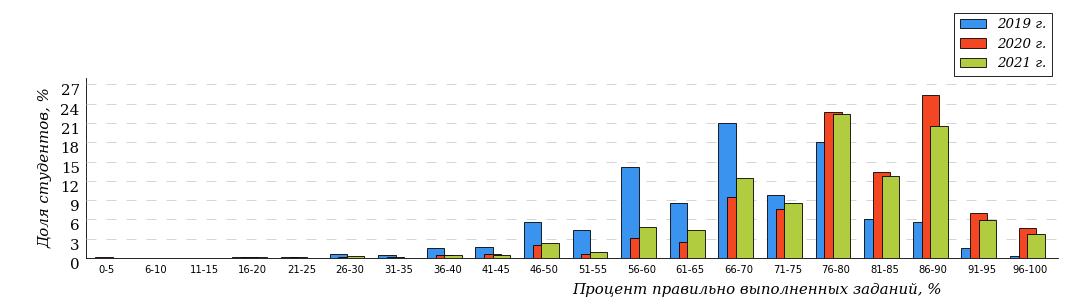 2019 г.
2020 г.
2021 г.
Доля студентов, %
27
24
21
18
15
12
9
6
3
0
0-5 6-10 11-15 16-20 21-25 26-30 31-35 36-40 41-45 46-50 51-55 56-60 61-65 66-70 71-75 76-80 81-85 86-90 91-95 96-100
Процент правильно выполненных заданий, %